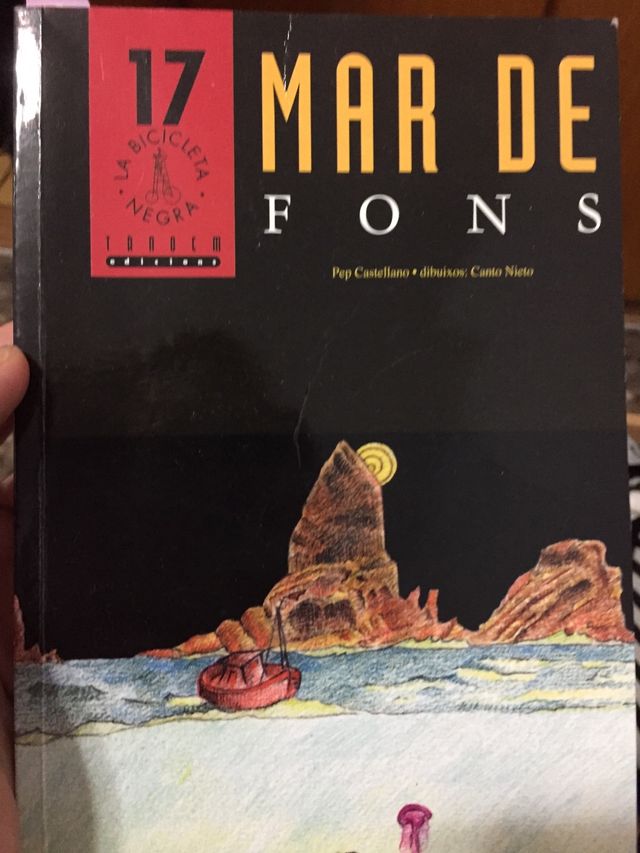 17
LA BICICLETA
NEGRA
TANDEM
edicions
MAR DE
FONS
Pep Castellano • dibuixos: Canto Nieto